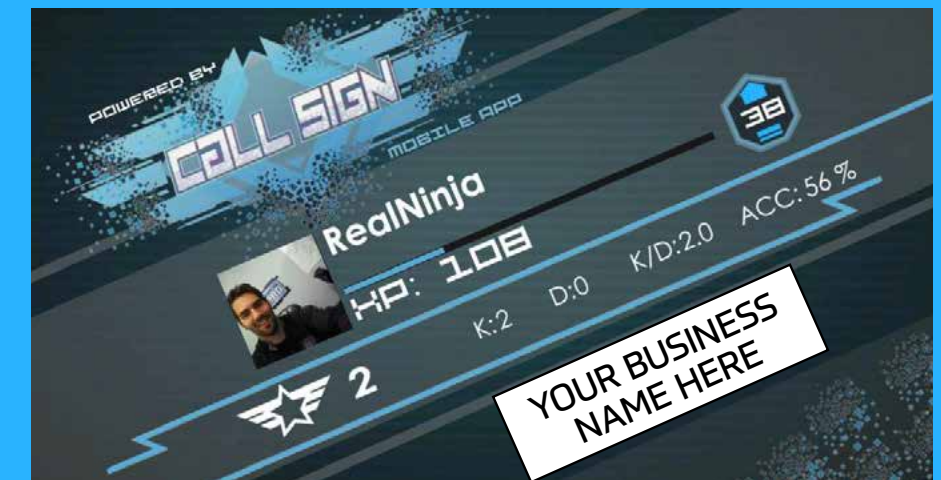 POWERED BY
CALL SIGN
MOBILE APP
38
RealNinja
XP: 108
K:2 D:0 K/D:2.0 ACC: 56%
2
YOUR BUSINESS
NAME HERE